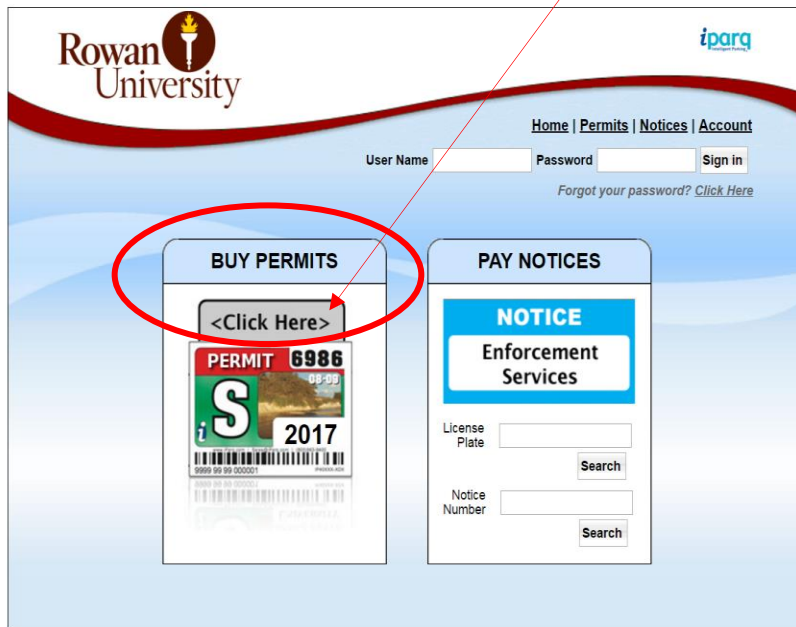 Rowan
University
iparq
Home | Permits | Notices | Account
User Name
Password
Sign in
Forgot your password? Click Here
BUY PERMITS
<Click Here>
PERMIT 6986
08-09
S
i
2017
9999 99 99 000001
PAY NOTICES
NOTICE
Enforcement
Services
License
Plate
Search
Notice
Number
Search